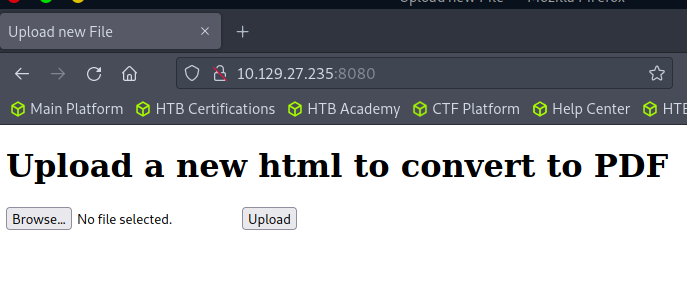 Upload new File — Mozilla Firefox
Upload new File
10.129.27.235:8080
Main Platform HTB Certifications HTB Academy CTF Platform Help Center HTB
Upload a new html to convert to PDF
Browse... No file selected. Upload